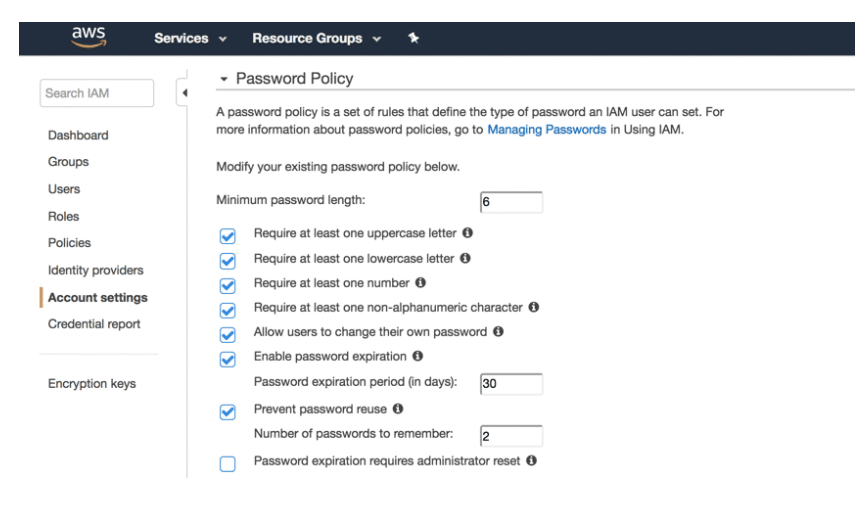 aws Services Resource Groups
Search IAM
Dashboard
Groups
Users
Roles
Policies
Identity providers
Account settings
Credential report
Encryption keys
Password Policy
A password policy is a set of rules that define the type of password an IAM user can set. For
more information about password policies, go to Managing Passwords in Using IAM.
Modify your existing password policy below.
Minimum password length: 6
Require at least one uppercase letter
Require at least one lowercase letter
Require at least one number
Require at least one non-alphanumeric character
Allow users to change their own password
Enable password expiration
Password expiration period (in days): 30
Prevent password reuse
Number of passwords to remember: 2
Password expiration requires administrator reset